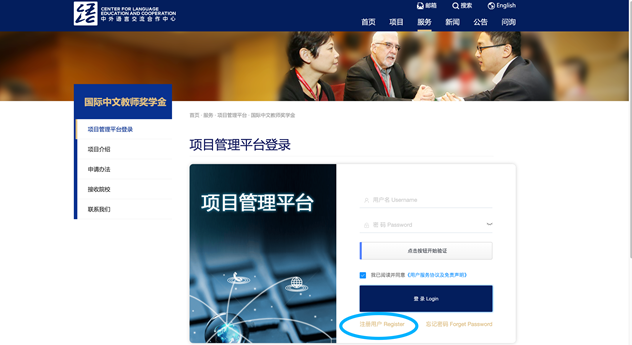 CENTER FOR LANGUAGE
EDUCATION AND COOPERATION
中外语言交流合作中心
邮箱 搜索 English
首页 项目 服务 新闻 公告 问询
国际中文教师奖学金
项目管理平台登录
项目介绍
申请办法
接收院校
联系我们
首页 · 服务 · 项目管理平台 · 国际中文教师奖学金
项目管理平台登录
项目管理平台
用户名 Username
密 码 Password
点击按钮开始验证
我已阅读并同意《用户服务协议及免责声明》
登 录 Login
注册用户 Register 忘记密码 Forget Password